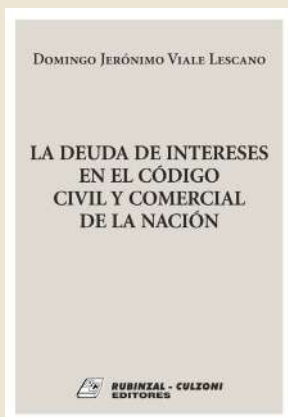 DOMINGO JERÓNIMO VIALE LESCANO
LA DEUDA DE INTERESES
EN EL CÓDIGO
CIVIL Y COMERCIAL
DE LA NACIÓN
RUBINZAL - CULZONI
EDITORES